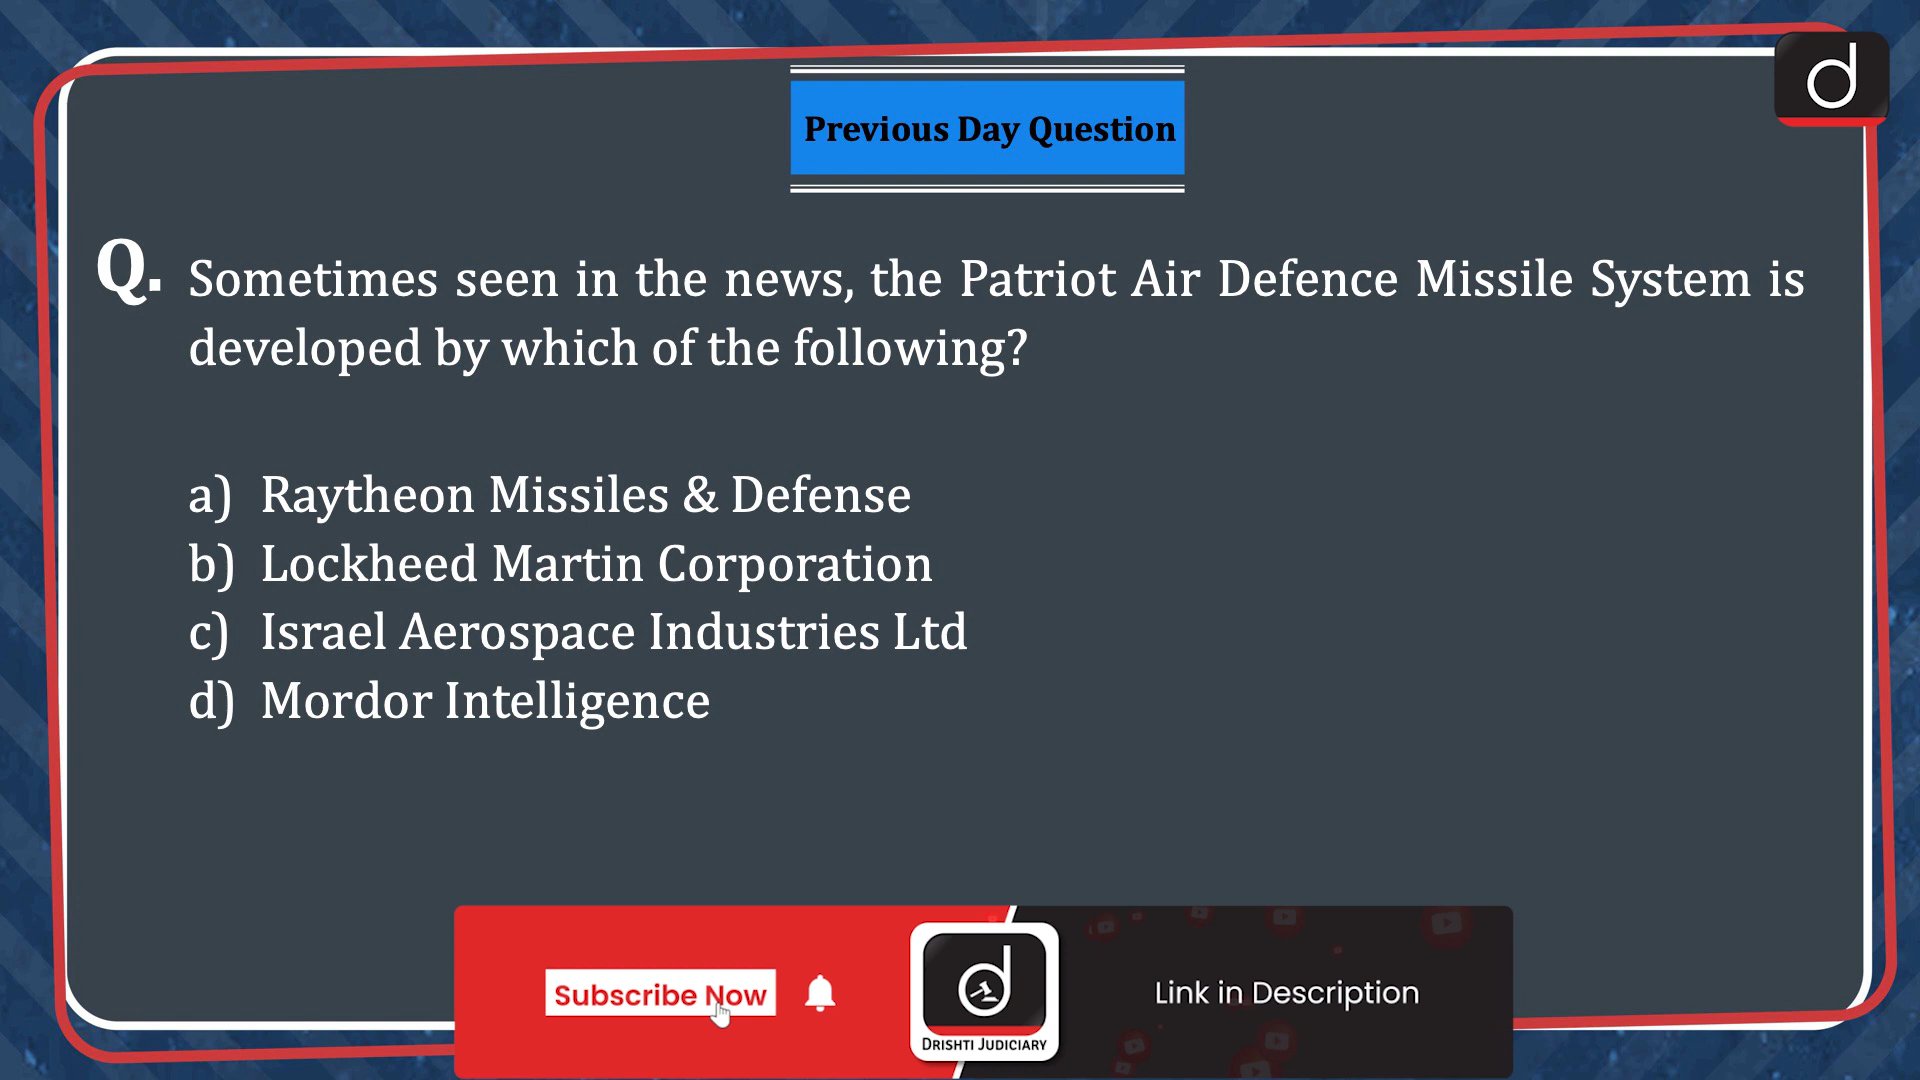 Previous Day Question
Q. Sometimes seen in the news, the Patriot Air Defence Missile System is
developed by which of the following?
a) Raytheon Missiles & Defense
b) Lockheed Martin Corporation
c) Israel Aerospace Industries Ltd
d) Mordor Intelligence
Subscribe Now
DRISHTI JUDICIARY
Link in Description